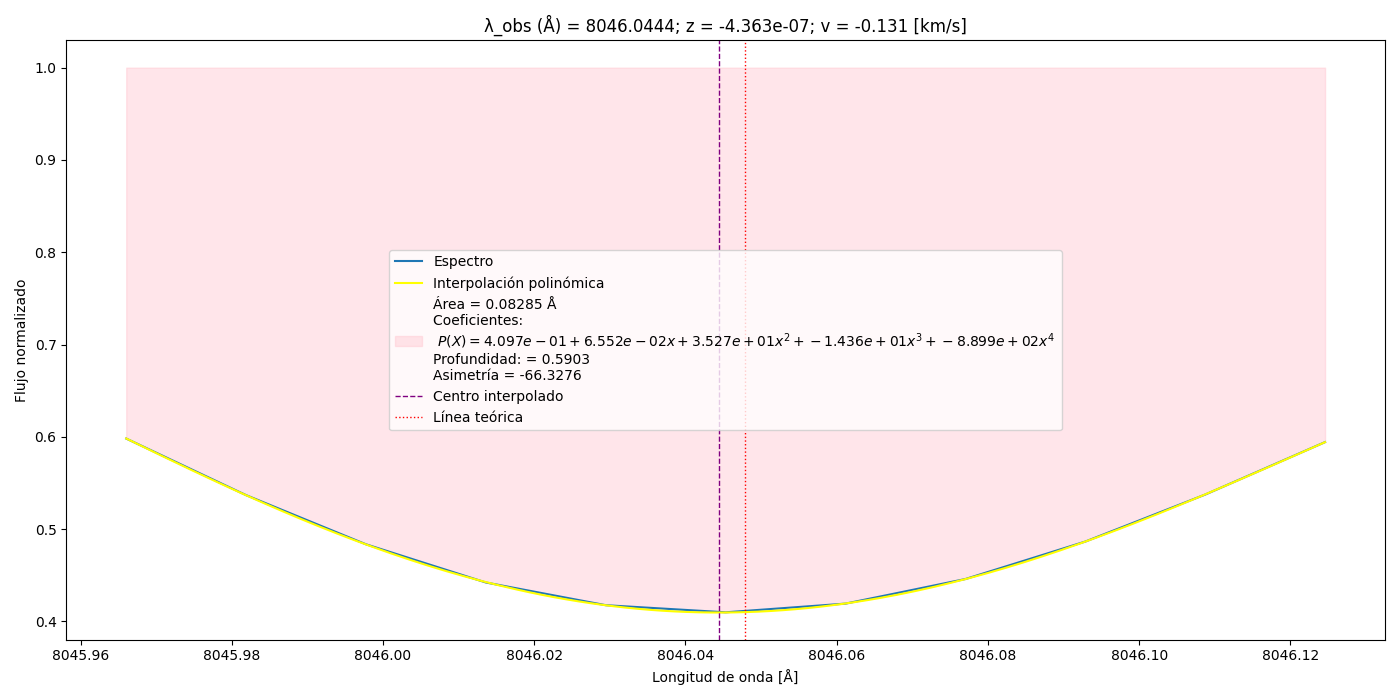 λ_obs (Å) = 8046.0444; z = -4.363e-07; v = -0.131 [km/s]
1.0
0.9
0.8
0.7
0.6
0.5
0.4
Flujo normalizado
Espectro
Interpolación polinómica
Área = 0.08285 Å
Coeficientes:
P(X) = 4.097e − 01 + 6.552e − 02x + 3.527e + 01x² + −1.436e + 01x³ + −8.899e + 02x⁴
Profundidad: = 0.5903
Asimetría = -66.3276
Centro interpolado
Línea teórica
8045.96 8045.98 8046.00 8046.02 8046.04 8046.06 8046.08 8046.10 8046.12
Longitud de onda [Å]